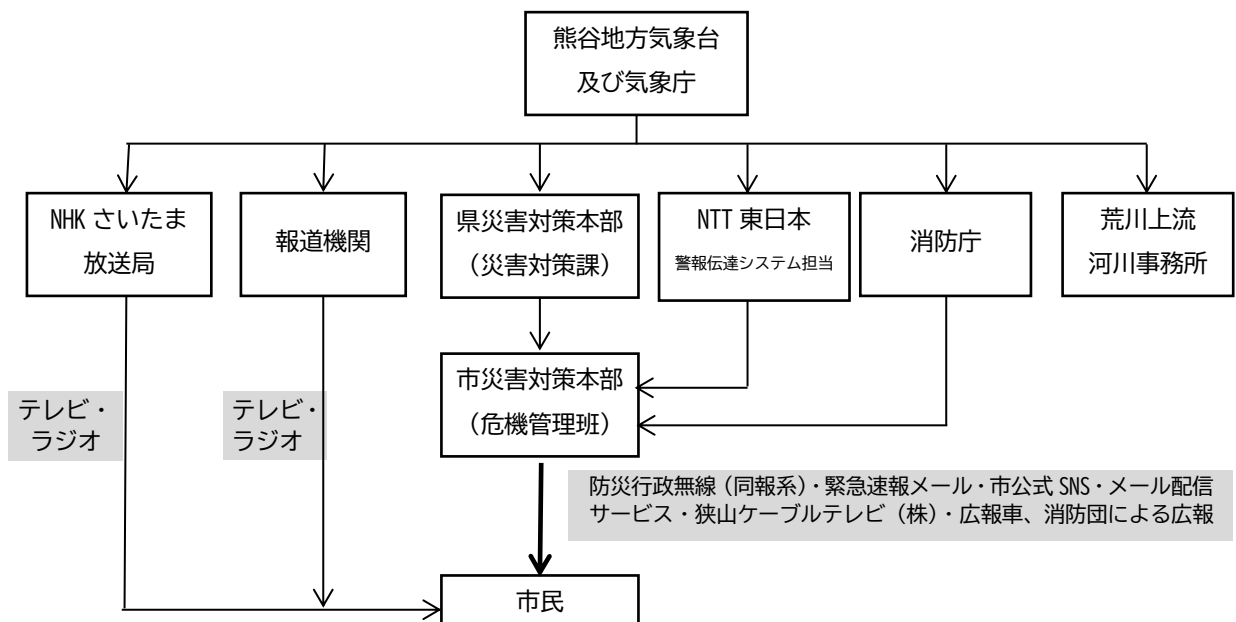 熊谷地方気象台
及び気象庁
NHK さいたま
放送局
報道機関
県災害対策本部
（災害対策課）
NTT 東日本
警報伝達システム担当
消防庁
荒川上流
河川事務所
市災害対策本部
（危機管理班）
テレビ・
ラジオ
テレビ・
ラジオ
防災行政無線（同報系）・緊急速報メール・市公式 SNS・メール配信
サービス・狭山ケーブルテレビ（株）・広報車、消防団による広報
市民